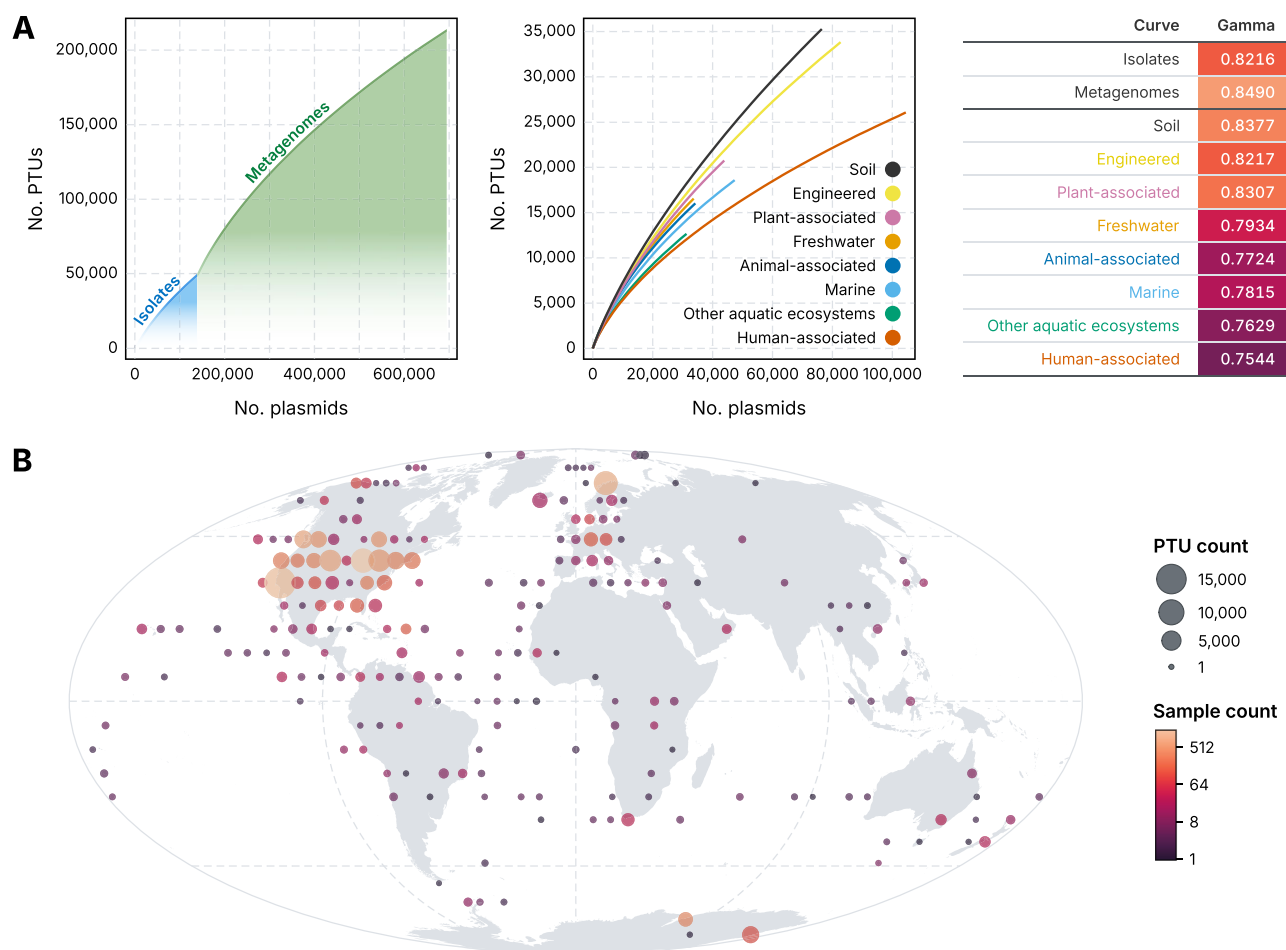 A
No. PTUs
200,000
150,000
100,000
50,000
0
Isolates
Metagenomes
0 200,000 400,000 600,000
No. plasmids
No. PTUs
35,000
30,000
25,000
20,000
15,000
10,000
5,000
0
Soil
Engineered
Plant-associated
Freshwater
Animal-associated
Marine
Other aquatic ecosystems
Human-associated
0 20,000 40,000 60,000 80,000 100,000
No. plasmids
Curve Gamma
Isolates 0.8216
Metagenomes 0.8490
Soil 0.8377
Engineered 0.8217
Plant-associated 0.8307
Freshwater 0.7934
Animal-associated 0.7724
Marine 0.7815
Other aquatic ecosystems 0.7629
Human-associated 0.7544
B
PTU count
15,000
10,000
5,000
1
Sample count
512
64
8
1